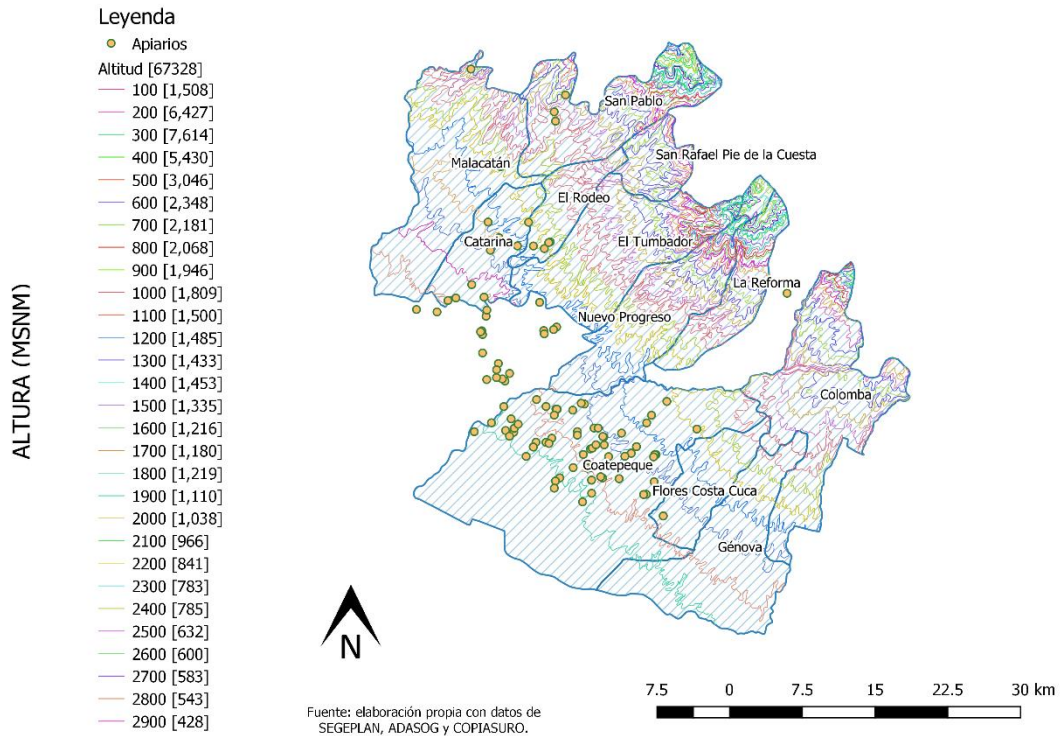 ALTURA (MSNM)
Leyenda
Apiarios
Altitud [67328]
100 [1,508]
200 [6,427]
300 [7,614]
400 [5,430]
500 [3,046]
600 [2,348]
700 [2,181]
800 [2,068]
900 [1,946]
1000 [1,809]
1100 [1,500]
1200 [1,485]
1300 [1,433]
1400 [1,453]
1500 [1,335]
1600 [1,216]
1700 [1,180]
1800 [1,219]
1900 [1,110]
2000 [1,038]
2100 [966]
2200 [841]
2300 [783]
2400 [785]
2500 [632]
2600 [600]
2700 [583]
2800 [543]
2900 [428]
San Pablo
San Rafael Pie de la Cuesta
Malacatán
El Rodeo
Catarina
El Tumbador
La Reforma
Nuevo Progreso
Colomba
Coatepeque
Flores Costa Cuca
Génova
N
7.5 0 7.5 15 22.5 30 km
Fuente: elaboración propia con datos de
SEGEPLAN, ADASOG y COPIASURO.